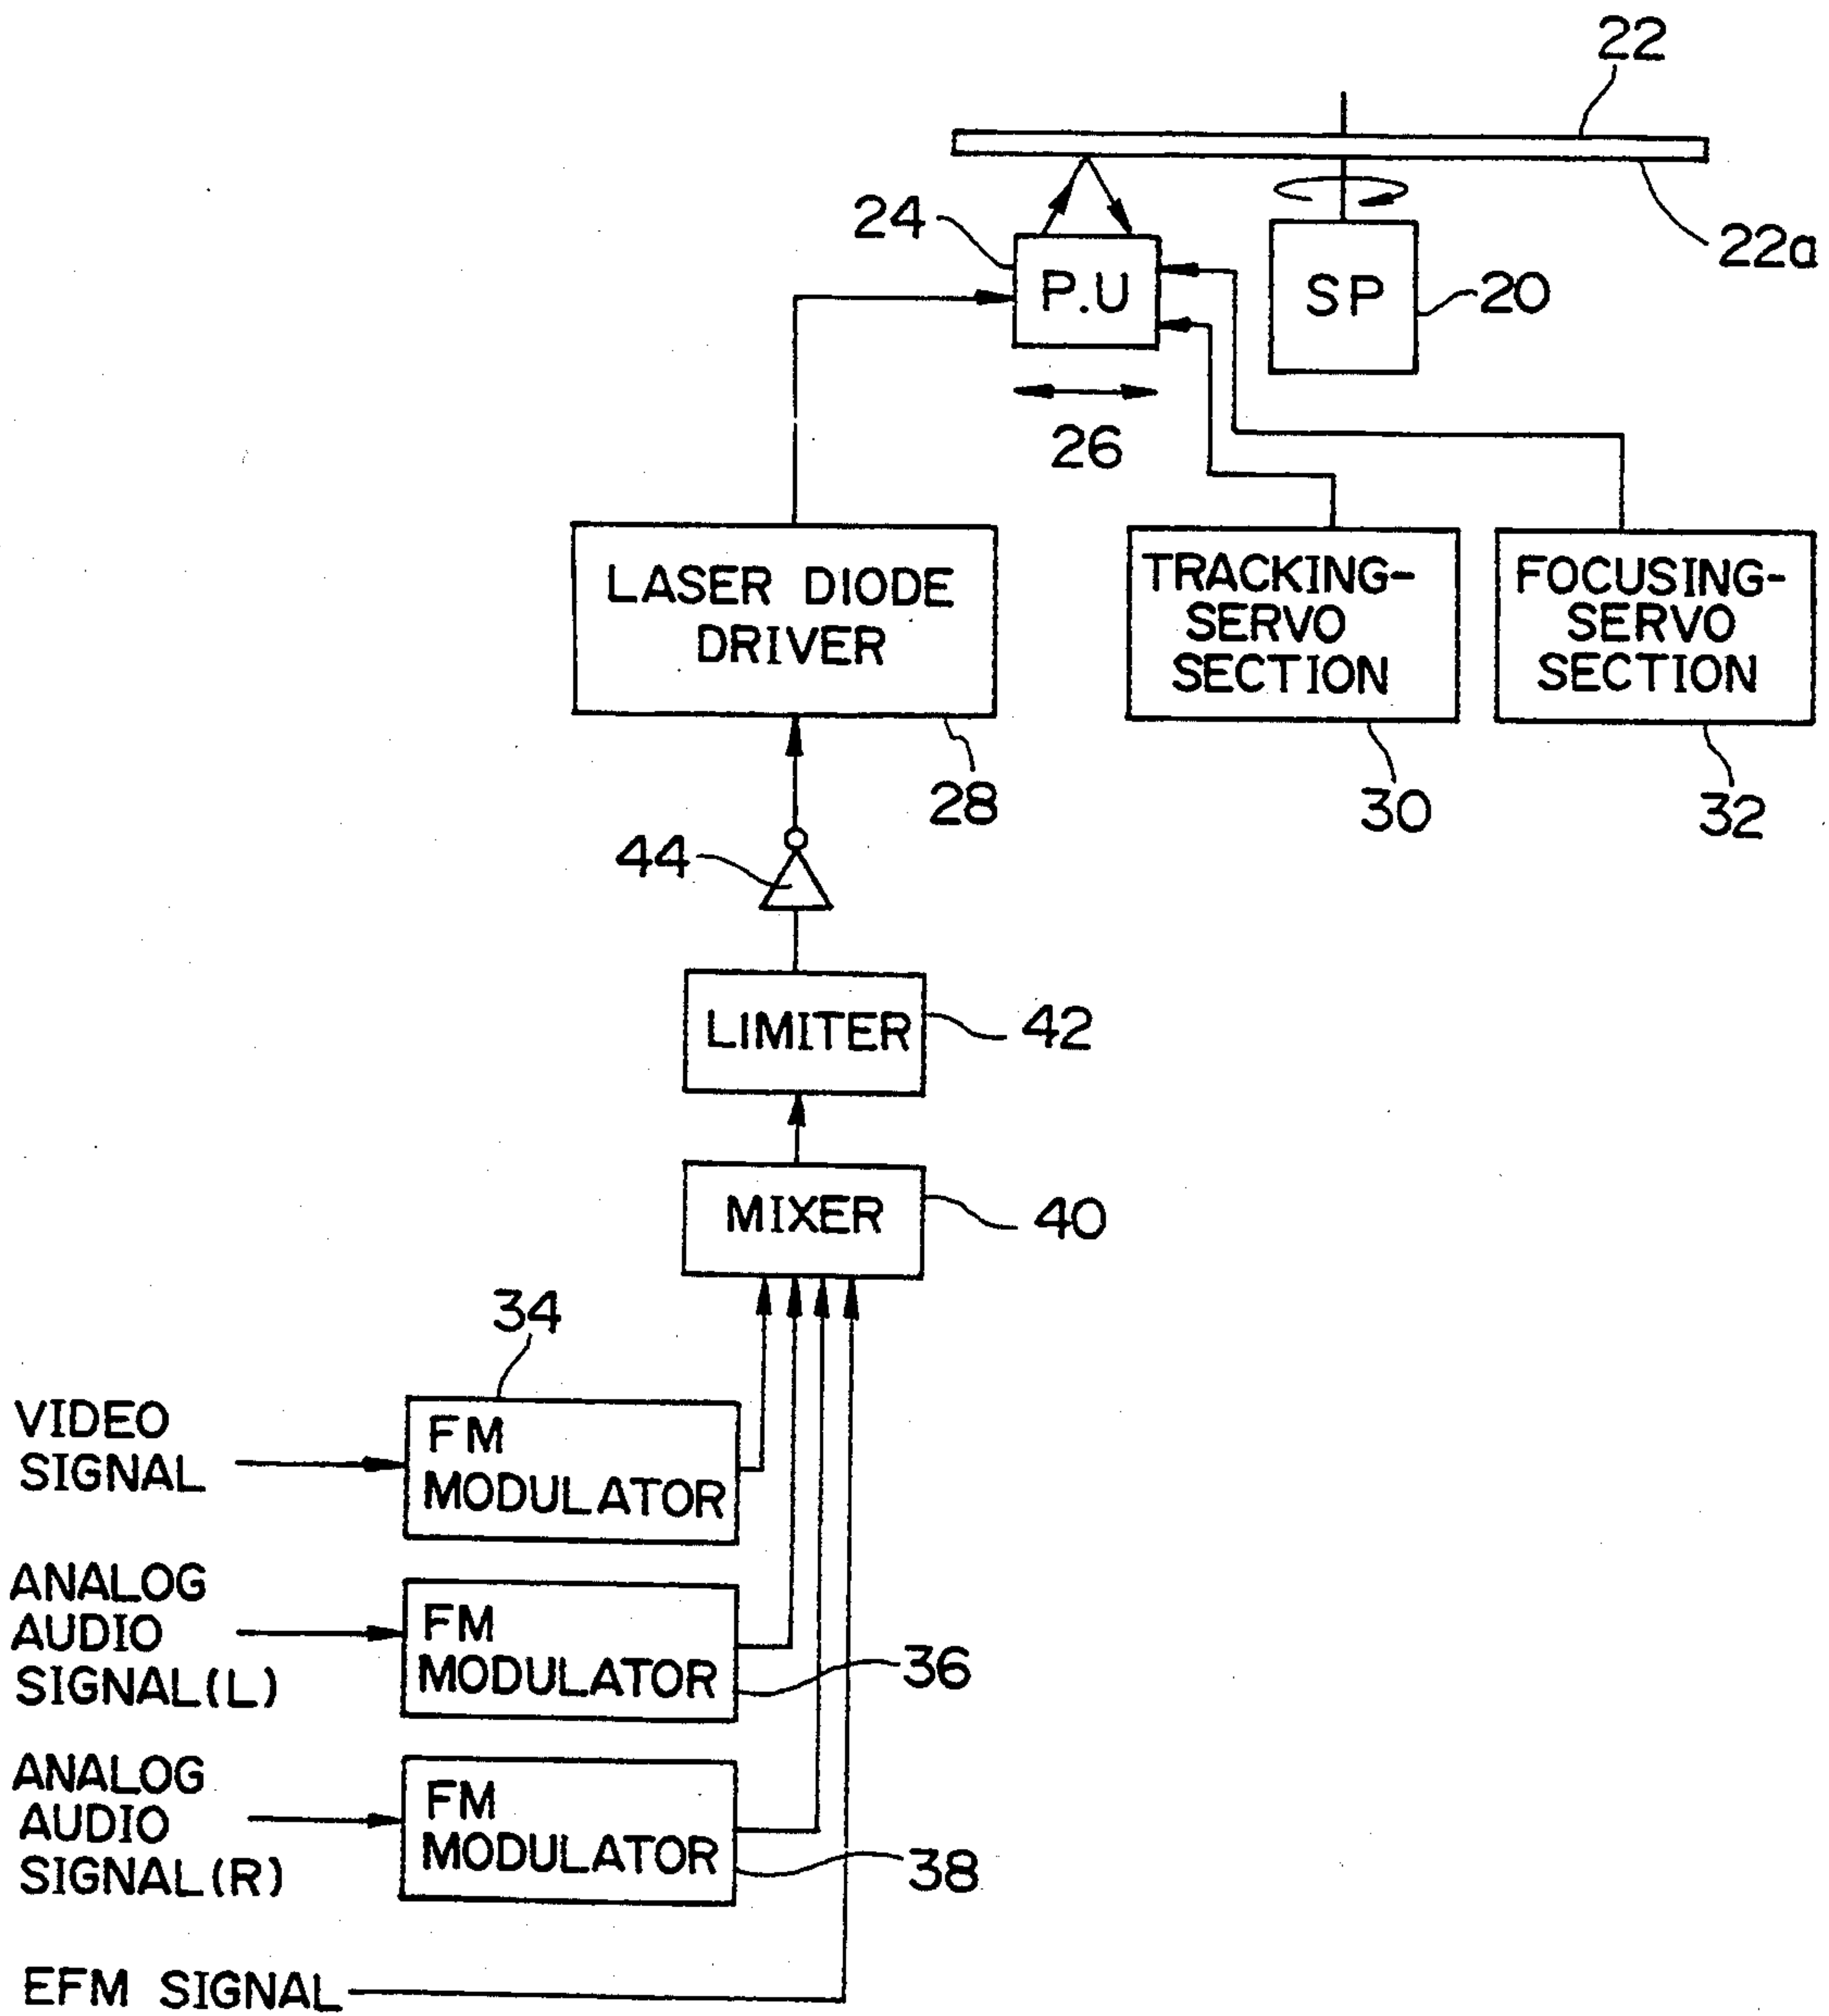 22
24
P.U
SP
20
22a
26
LASER DIODE
DRIVER
TRACKING-
SERVO
SECTION
FOCUSING-
SERVO
SECTION
28
30
32
44
LIMITER
42
MIXER
40
34
VIDEO
SIGNAL
FM
MODULATOR
ANALOG
AUDIO
SIGNAL(L)
FM
MODULATOR
36
ANALOG
AUDIO
SIGNAL(R)
FM
MODULATOR
38
EFM SIGNAL